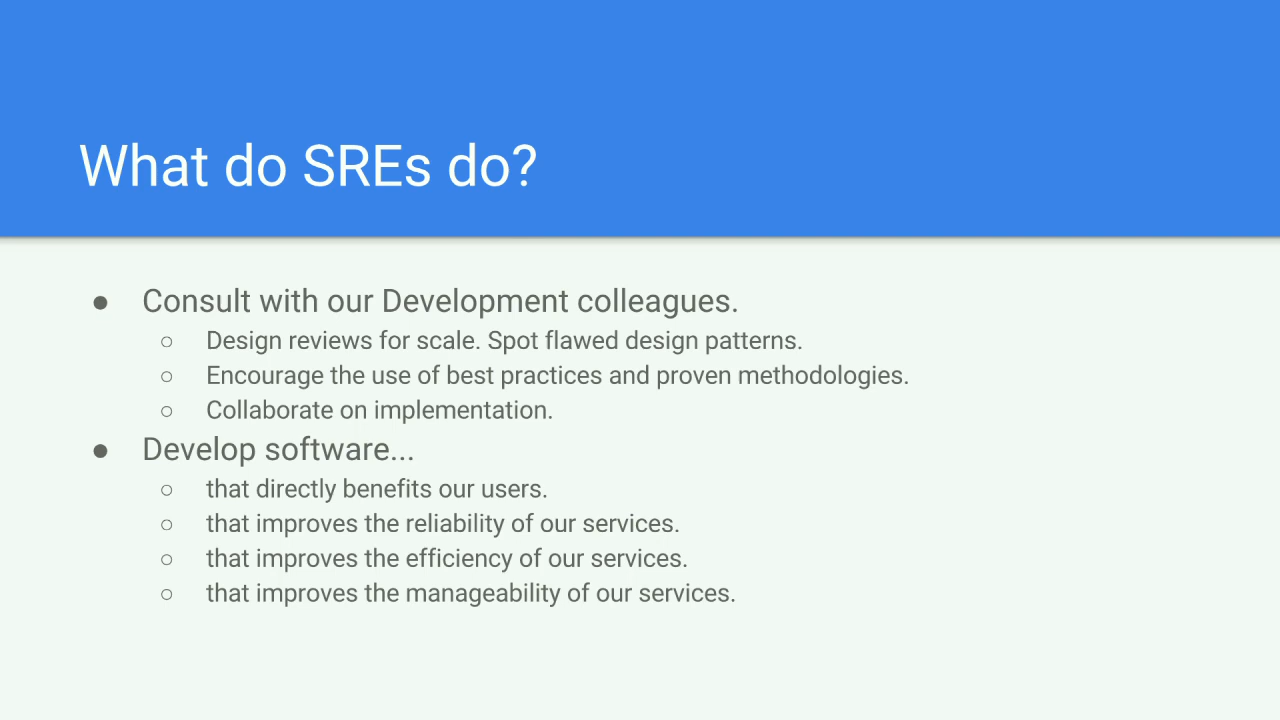 What do SREs do?
● Consult with our Development colleagues.
○ Design reviews for scale. Spot flawed design patterns.
○ Encourage the use of best practices and proven methodologies.
○ Collaborate on implementation.
● Develop software...
○ that directly benefits our users.
○ that improves the reliability of our services.
○ that improves the efficiency of our services.
○ that improves the manageability of our services.